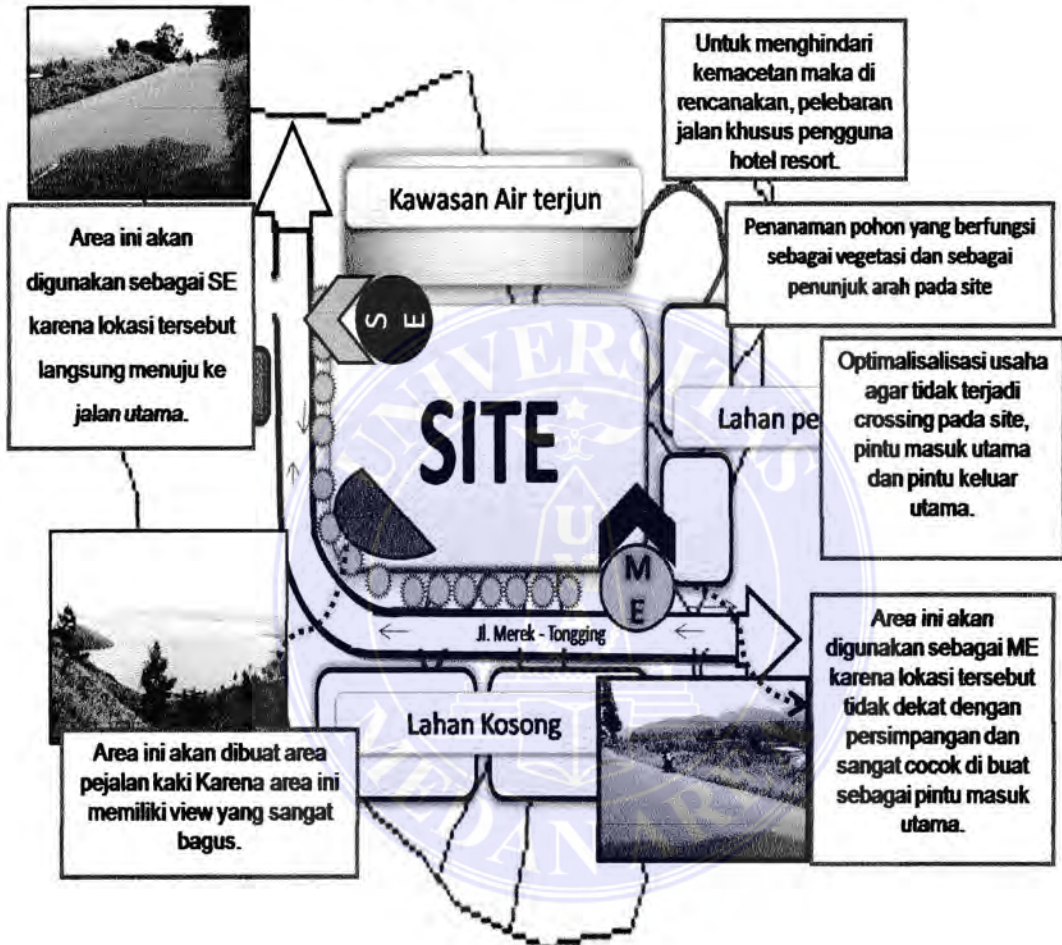 Untuk menghindari
kemacetan maka di
rencanakan, pelebaran
jalan khusus pengguna
hotel resort.
Kawasan Air terjun
Area ini akan
digunakan sebagai SE
karena lokasi tersebut
langsung menuju ke
jalan utama.
Penanaman pohon yang berfungsi
sebagai vegetasi dan sebagai
penunjuk arah pada site
S E
SITE
Lahan pe
Optimalisalisasi usaha
agar tidak terjadi
crossing pada site,
pintu masuk utama
dan pintu keluar
utama.
M
E
Jl. Merek - Tongging
Lahan Kosong
Area ini akan
digunakan sebagai ME
karena lokasi tersebut
tidak dekat dengan
persimpangan dan
sangat cocok di buat
sebagai pintu masuk
utama.
Area ini akan dibuat area
pejalan kaki Karena area ini
memiliki view yang sangat
bagus.
UNIVERSITAS
MEDAN AREA